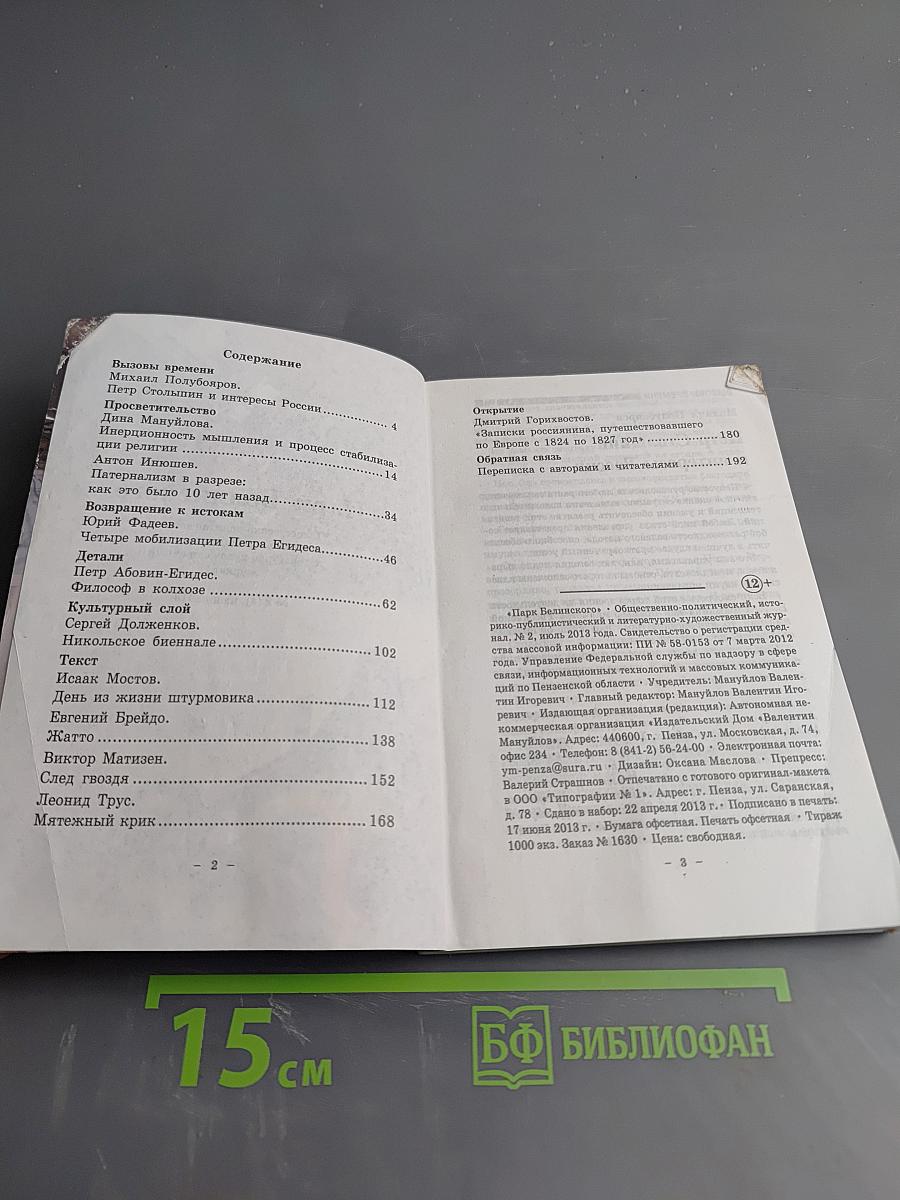 Содержание
Вызовы времени
Михаил Полубояров.
Петр Столыпин и интересы России............... 4
Просветительство
Дина Мануйлова.
Инерционность мышления и процесс стабилиза-
ции религии ................................14
Антон Инюшев.
Патернализм в разрезе:
как это было 10 лет назад....................34
Возвращение к истокам
Юрий Фадеев.
Четыре мобилизации Петра Егидеса............46
Детали
Петр Абовин-Егидес.
Философ в колхозе ..........................62
Культурный слой
Сергей Долженков.
Никольское биеннале ........................ 102
Текст
Исаак Мостов.
День из жизни штурмовика .................. 112
Евгений Брейдо.
Жатто ...................................... 138
Виктор Матизен.
След гвоздя ................................ 152
Леонид Трус.
Мятежный крик .............................. 168
– 2 –
Открытие
Дмитрий Горихвостов.
«Записки россиянина, путешествовавшего
по Европе с 1824 по 1827 год» .................. 180
Обратная связь
Переписка с авторами и читателями ........... 192
12+
«Парк Белинского» • Общественно-политический, исто-
рико-публицистический и литературно-художественный жур-
нал, № 2, июль 2013 года. Свидетельство о регистрации сред-
ства массовой информации: ПИ № 58-0153 от 7 марта 2012
года. Управление Федеральной службы по надзору в сфере
связи, информационных технологий и массовых коммуника-
ций по Пензенской области • Учредитель: Мануйлов Вален-
тин Игоревич • Главный редактор: Мануйлов Валентин Иго-
ревич • Издающая организация (редакция): Автономная не-
коммерческая организация «Издательский Дом «Валентин
Мануйлов». Адрес: 440600, г. Пенза, ул. Московская, д. 74,
офис 234 • Телефон: 8 (841-2) 56-24-00 • Электронная почта:
ym-penza@sura.ru • Дизайн: Оксана Маслова • Препресс:
Валерий Страшнов • Отпечатано с готового оригинал-макета
в ООО «Типографии № 1». Адрес: г. Пенза, ул. Саранская,
д. 78 • Сдано в набор: 22 апреля 2013 г. • Подписано в печать:
17 июня 2013 г. • Бумага офсетная. Печать офсетная • Тираж
1000 экз. Заказ № 1630 • Цена: свободная.
– 3 –
15 см
БФ БИБЛИОФАН